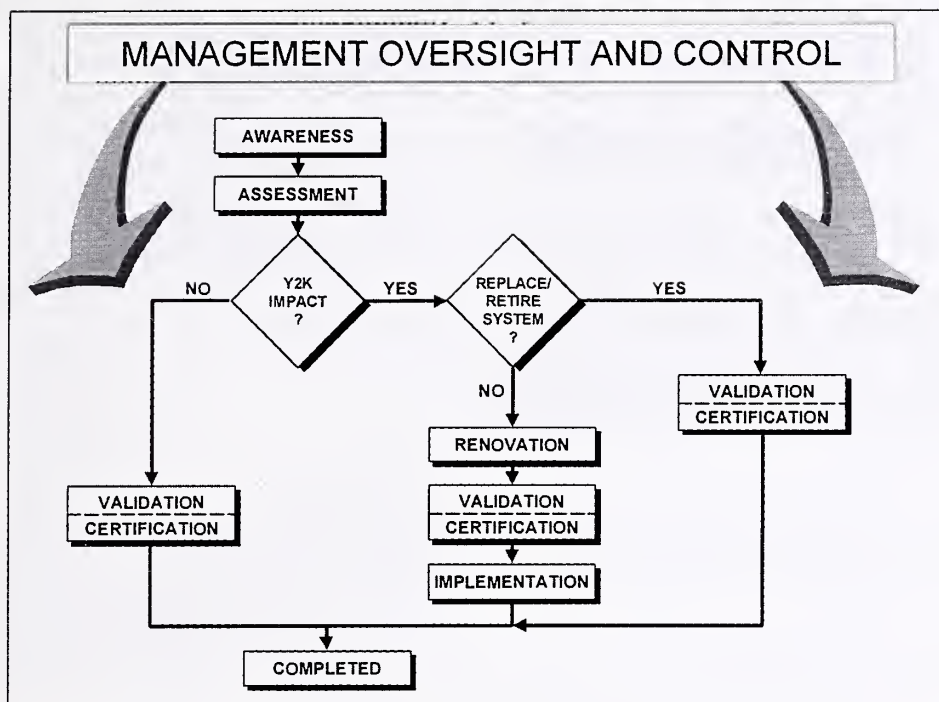 MANAGEMENT OVERSIGHT AND CONTROL
AWARENESS
ASSESSMENT
Y2K
IMPACT
?
NO
YES
REPLACE/
RETIRE
SYSTEM
?
YES
NO
VALIDATION
CERTIFICATION
RENOVATION
VALIDATION
CERTIFICATION
VALIDATION
CERTIFICATION
IMPLEMENTATION
COMPLETED